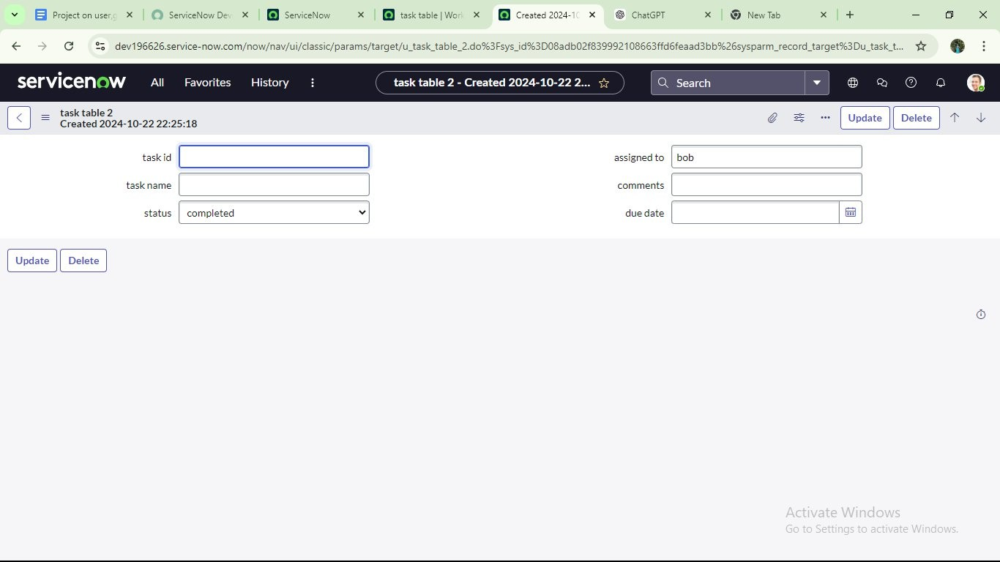 Project on user,g
ServiceNow Dev
ServiceNow
task table | Work
Created 2024-10
ChatGPT
New Tab
dev196626.service-now.com/now/nav/ui/classic/params/target/u_task_table_2.do%3Fsys_id%3D08adb02f839992108663ffd6feaad3bb%26sysparm_record_target%3Du_task_t...
servicenow All Favorites History task table 2 - Created 2024-10-22 2... Search
task table 2
Created 2024-10-22 22:25:18
Update Delete
task id
assigned to bob
task name
comments
status completed
due date
Update Delete
Activate Windows
Go to Settings to activate Windows.